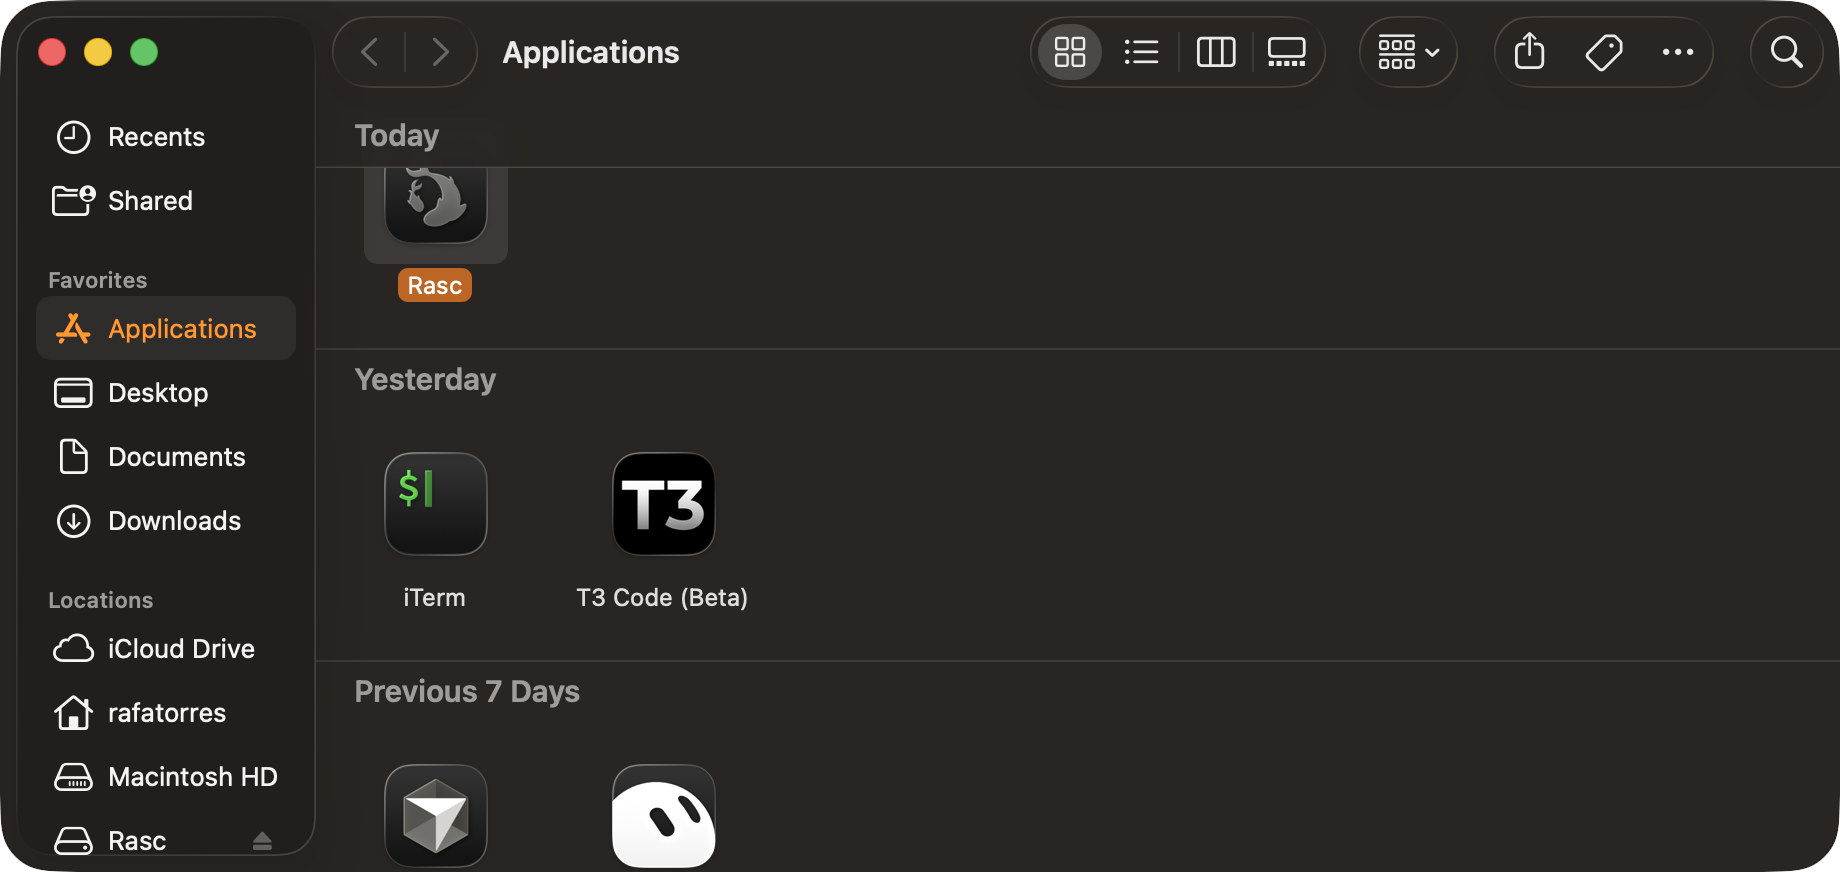 Applications
Recents
Shared
Favorites
Applications
Desktop
Documents
Downloads
Locations
iCloud Drive
rafatorres
Macintosh HD
Rasc
Today
Rasc
Yesterday
$
T3
iTerm
T3 Code (Beta)
Previous 7 Days